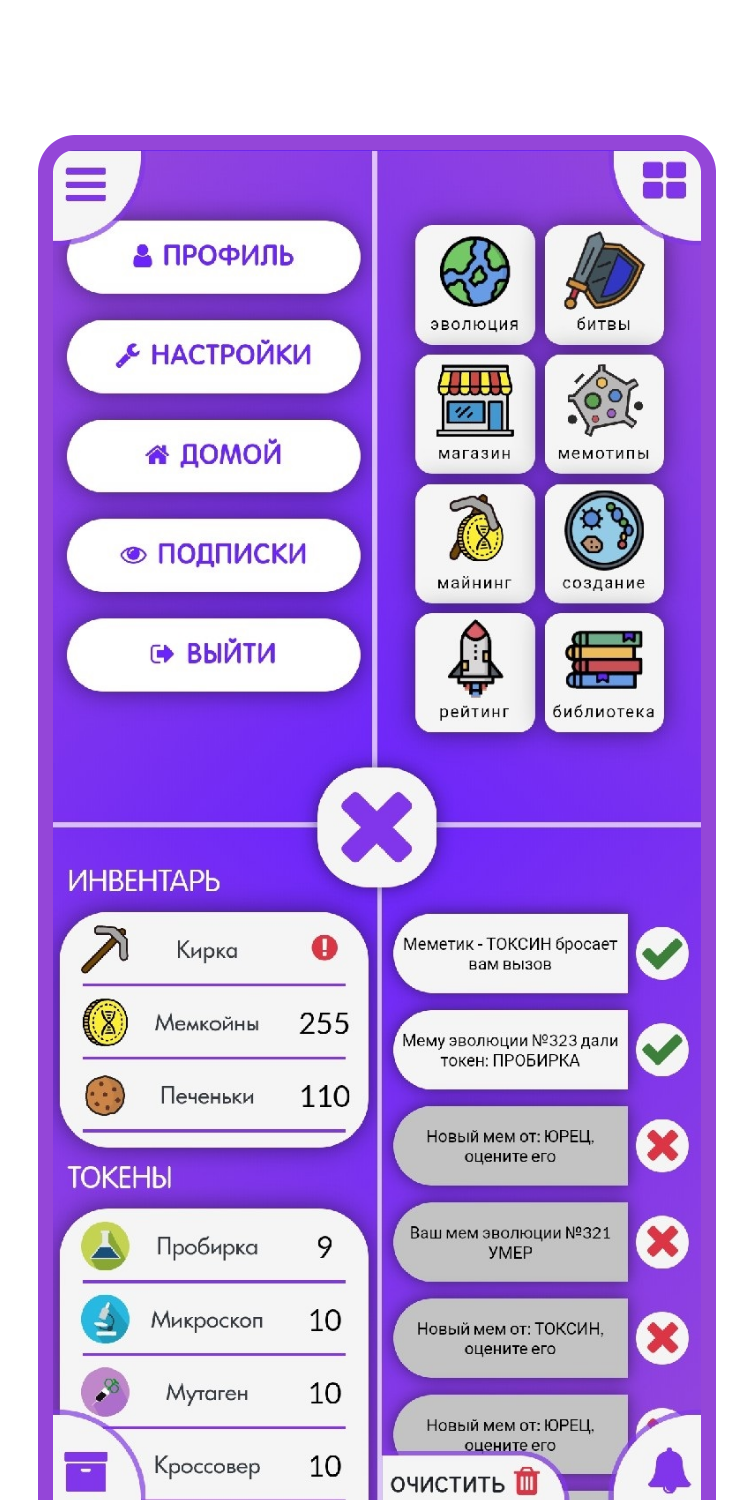 ПРОФИЛЬ
НАСТРОЙКИ
ДОМОЙ
ПОДПИСКИ
ВЫЙТИ
эволюция
битвы
магазин
мемотипы
майнинг
создание
рейтинг
библиотека
ИНВЕНТАРЬ
Кирка
Мемкойны 255
Печеньки 110
ТОКЕНЫ
Пробирка 9
Микроскоп 10
Мутаген 10
Кроссовер 10
Меметик - ТОКСИН бросает
вам вызов
Мему эволюции №323 дали
токен: ПРОБИРКА
Новый мем от: ЮРЕЦ,
оцените его
Ваш мем эволюции №321
УМЕР
Новый мем от: ТОКСИН,
оцените его
Новый мем от: ЮРЕЦ,
оцените его
ОЧИСТИТЬ